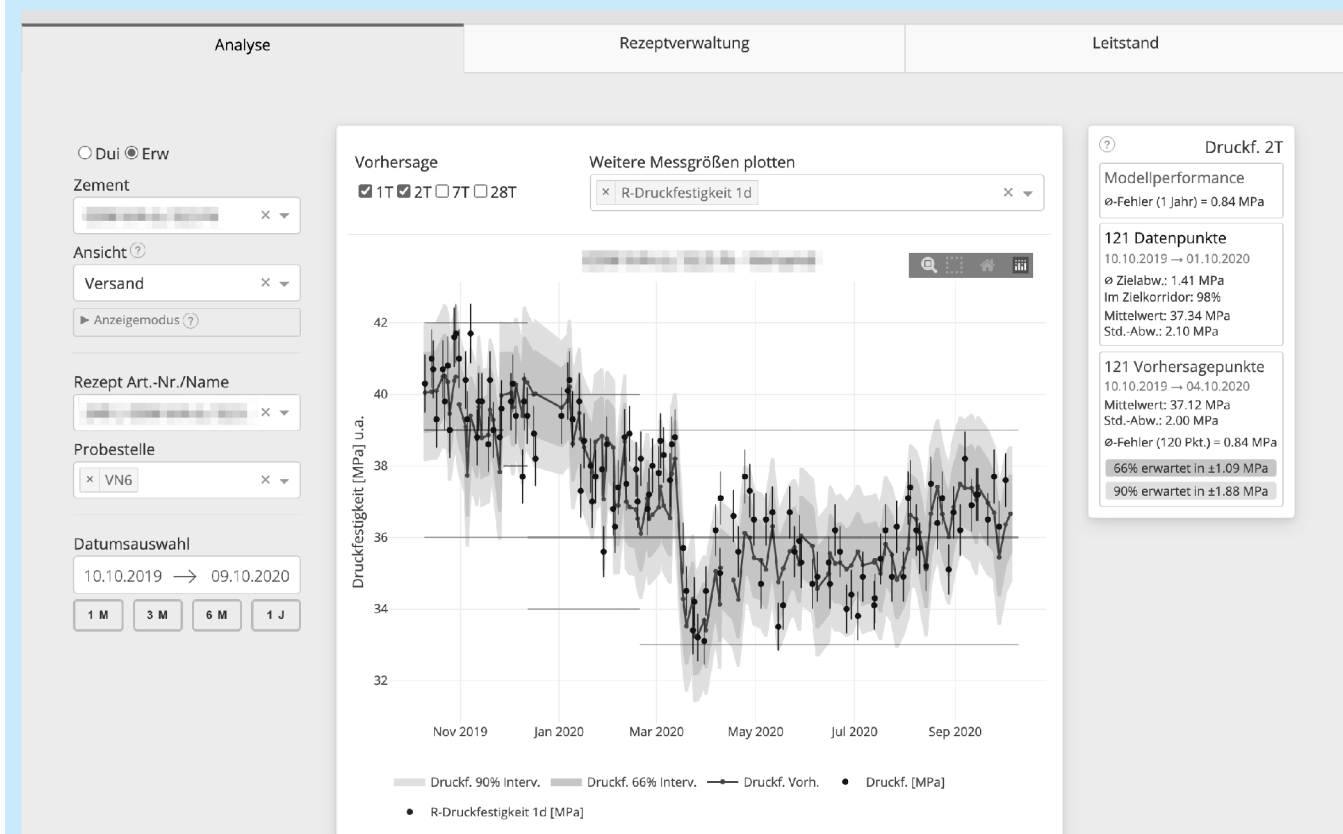 Analyse
Rezeptverwaltung
Leitstand
Dui Erw
Zement
Ansicht ?
Versand
Anzeigemodus ?
Rezept Art.-Nr./Name
Probestelle
× VN6
Datumsauswahl
10.10.2019 → 09.10.2020
1 M 3 M 6 M 1 J
Vorhersage
1T 2T 7T 28T
Weitere Messgrößen plotten
× R-Druckfestigkeit 1d
Druckfestigkeit [MPa] u.a.
42
40
38
36
34
32
Nov 2019 Jan 2020 Mar 2020 May 2020 Jul 2020 Sep 2020
Druckf. 90% Interv. Druckf. 66% Interv. Druckf. Vorh. Druckf. [MPa]
R-Druckfestigkeit 1d [MPa]
? Druckf. 2T
Modellperformance
ø-Fehler (1 Jahr) = 0.84 MPa
121 Datenpunkte
10.10.2019 → 01.10.2020
ø Zielabw.: 1.41 MPa
Im Zielkorridor: 98%
Mittelwert: 37.34 MPa
Std.-Abw.: 2.10 MPa
121 Vorhersagepunkte
10.10.2019 → 04.10.2020
Mittelwert: 37.12 MPa
Std.-Abw.: 2.00 MPa
ø-Fehler (120 Pkt.) = 0.84 MPa
66% erwartet in ±1.09 MPa
90% erwartet in ±1.88 MPa